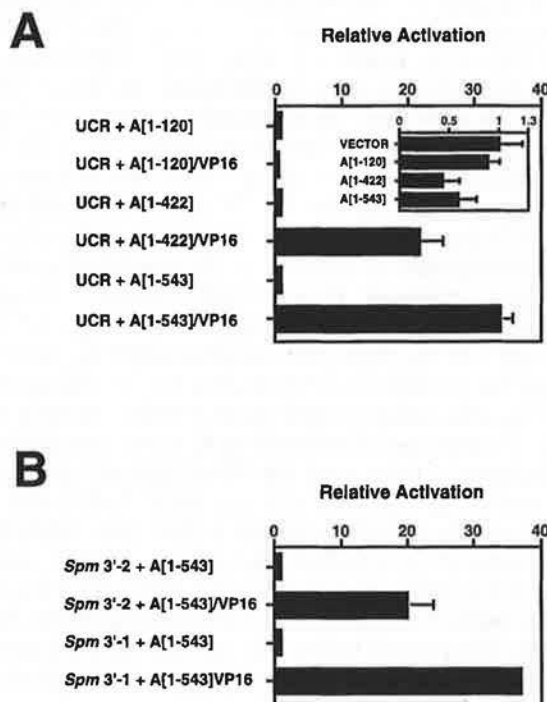 A
Relative Activation
0 10 20 30 40
0 0.5 1 1.3
VECTOR
A[1-120]
A[1-422]
A[1-543]
UCR + A[1-120]
UCR + A[1-120]/VP16
UCR + A[1-422]
UCR + A[1-422]/VP16
UCR + A[1-543]
UCR + A[1-543]/VP16
B
Relative Activation
0 10 20 30 40
Spm 3'-2 + A[1-543]
Spm 3'-2 + A[1-543]/VP16
Spm 3'-1 + A[1-543]
Spm 3'-1 + A[1-543]VP16